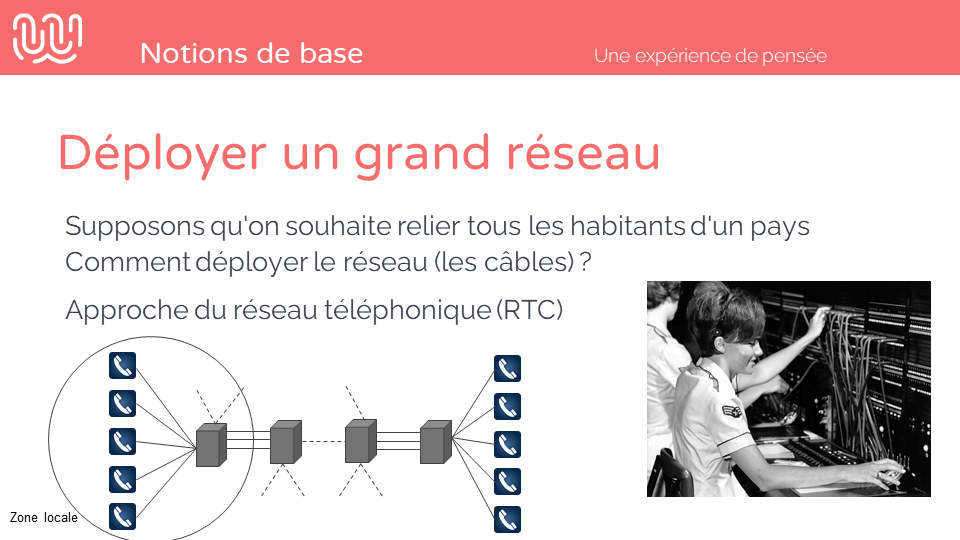 Notions de base
Une expérience de pensée
Déployer un grand réseau
Supposons qu'on souhaite relier tous les habitants d'un pays
Comment déployer le réseau (les câbles) ?
Approche du réseau téléphonique (RTC)
Zone locale